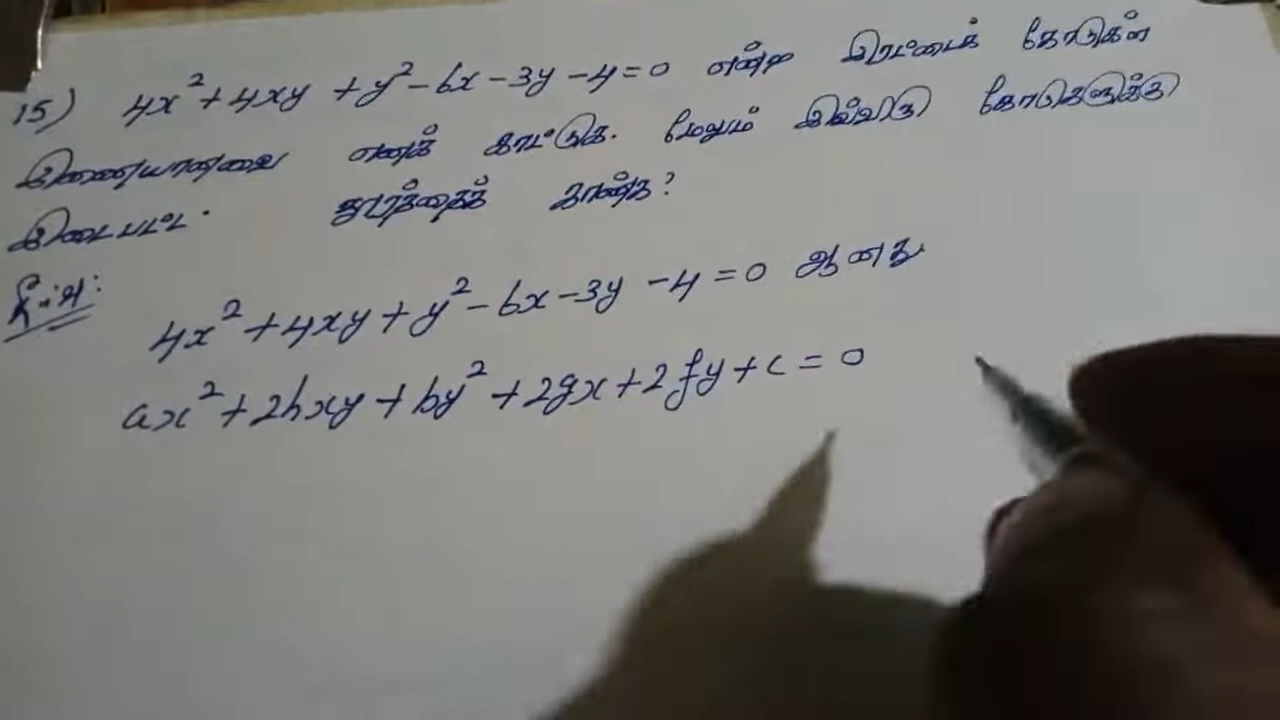 15) 4x² + 4xy + y² - 6x - 3y - 4 = 0 என்ற இரட்டைக் கோடுகள்
இணையானவை எனக் காட்டுக. மேலும் இவ்விரு கோடுகளுக்கு
இடைபட்ட தூரத்தைக் காண்க?
தீர்வு:
4x² + 4xy + y² - 6x - 3y - 4 = 0 ஆனது
ax² + 2hxy + by² + 2gx + 2fy + c = 0